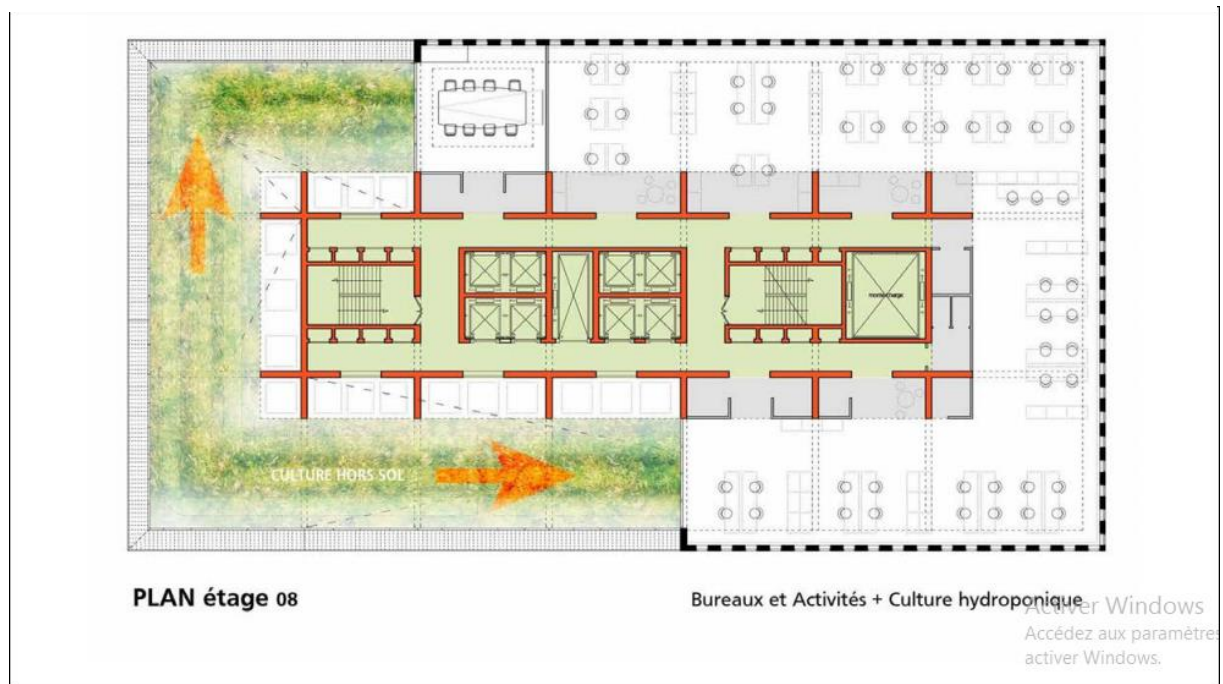 CULTURE HORS SOL
PLAN étage 08
Bureaux et Activités + Culture hydroponique
Activer Windows
Accédez aux paramètres
activer Windows.